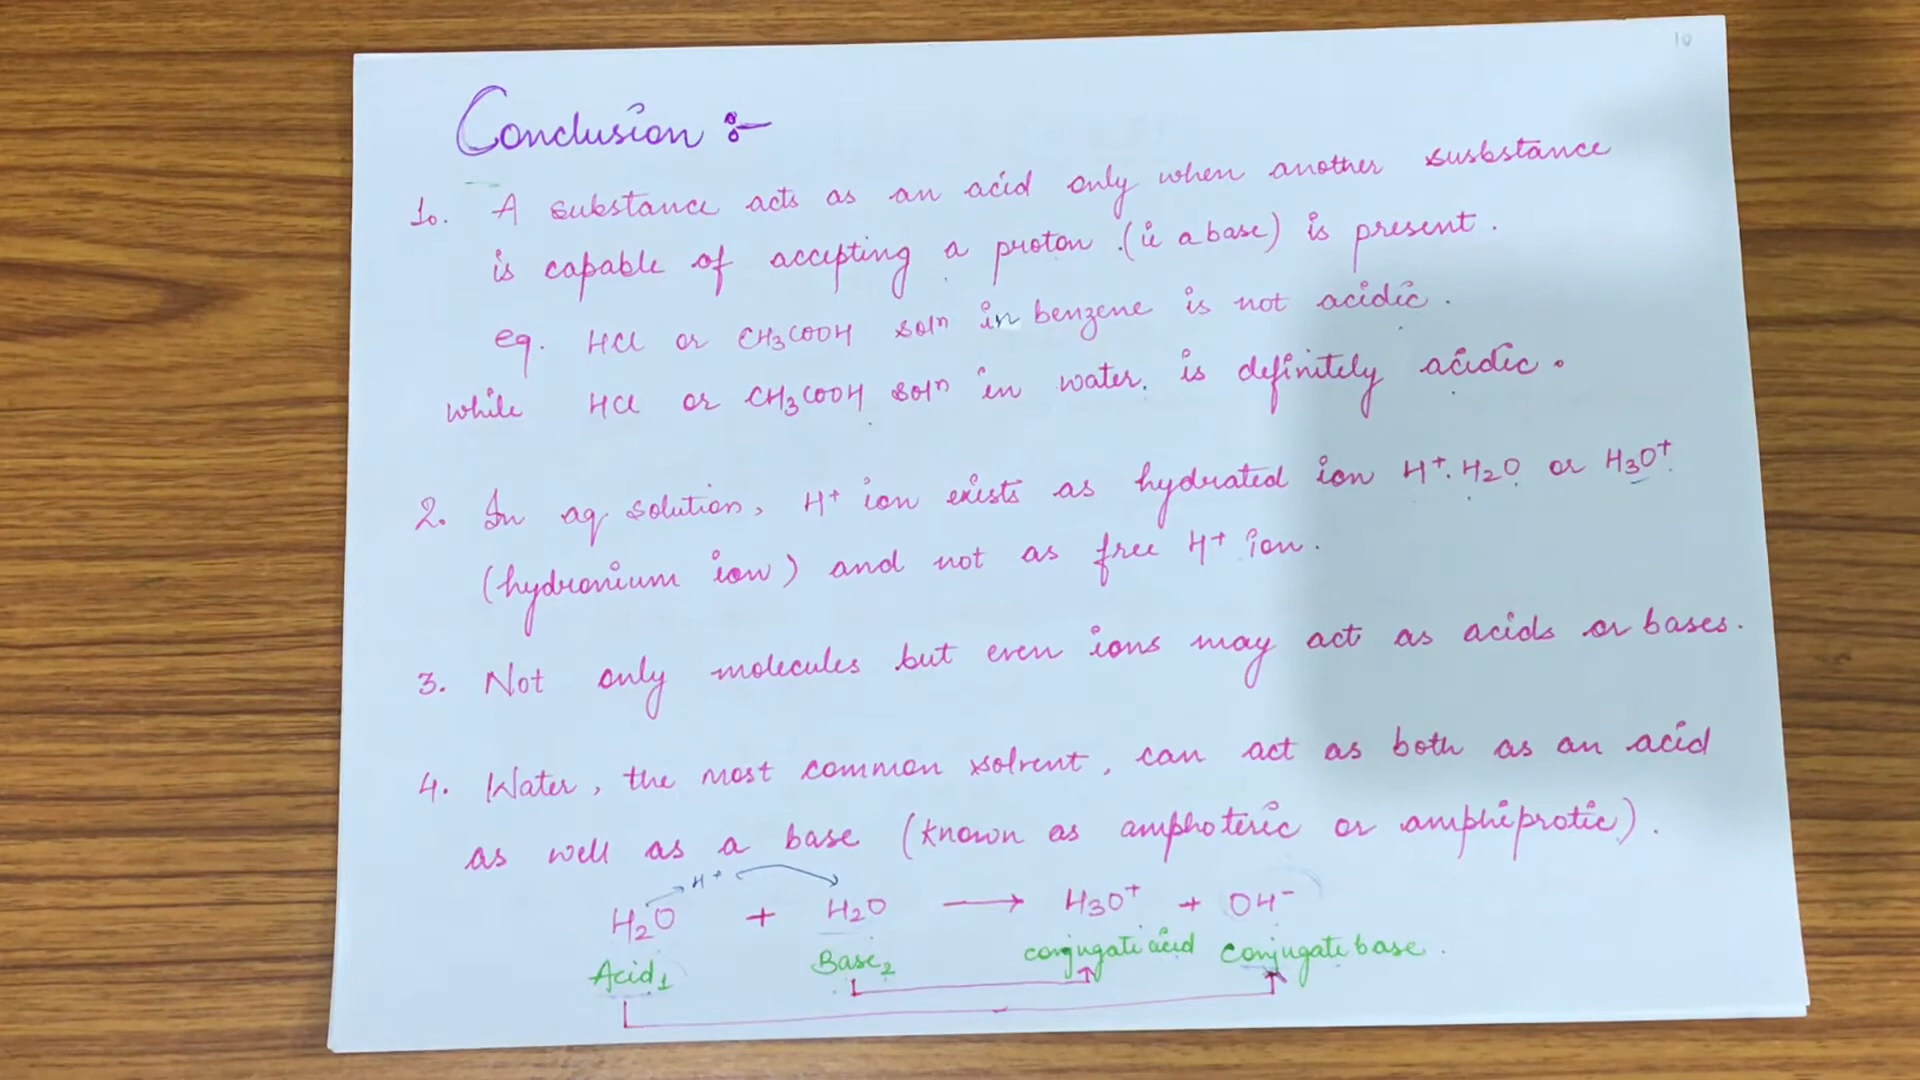 10
Conclusion :-
1. A substance acts as an acid only when another susbstance
is capable of accepting a proton (ie a base) is present.
eg. HCl or CH3COOH soln in benzene is not acidic.
while HCl or CH3COOH soln in water. is definitely acidic.
2. In aq solution, H+ ion exists as hydrated ion H+.H2O or H3O+
(hydronium ion) and not as free H+ ion.
3. Not only molecules but even ions may act as acids or bases.
4. Water, the most common solvent, can act as both as an acid
as well as a base (known as amphoteric or amphiprotic).
H+
H2O + H2O ⟶ H3O+ + OH-
Acid1 Base2 conjugate acid Conjugate base.